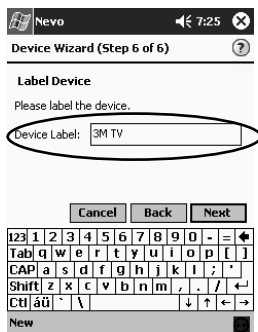 Nevo 7:25
Device Wizard (Step 6 of 6) ?
Label Device
Please label the device.
Device Label: 3M TV
Cancel Back Next
123 1 2 3 4 5 6 7 8 9 0 - = ←
Tab q w e r t y u i o p [ ]
CAP a s d f g h j k l ; '
Shift z x c v b n m , . / ↵
Ctl áü ` \ ↓ ↑ ← →
New